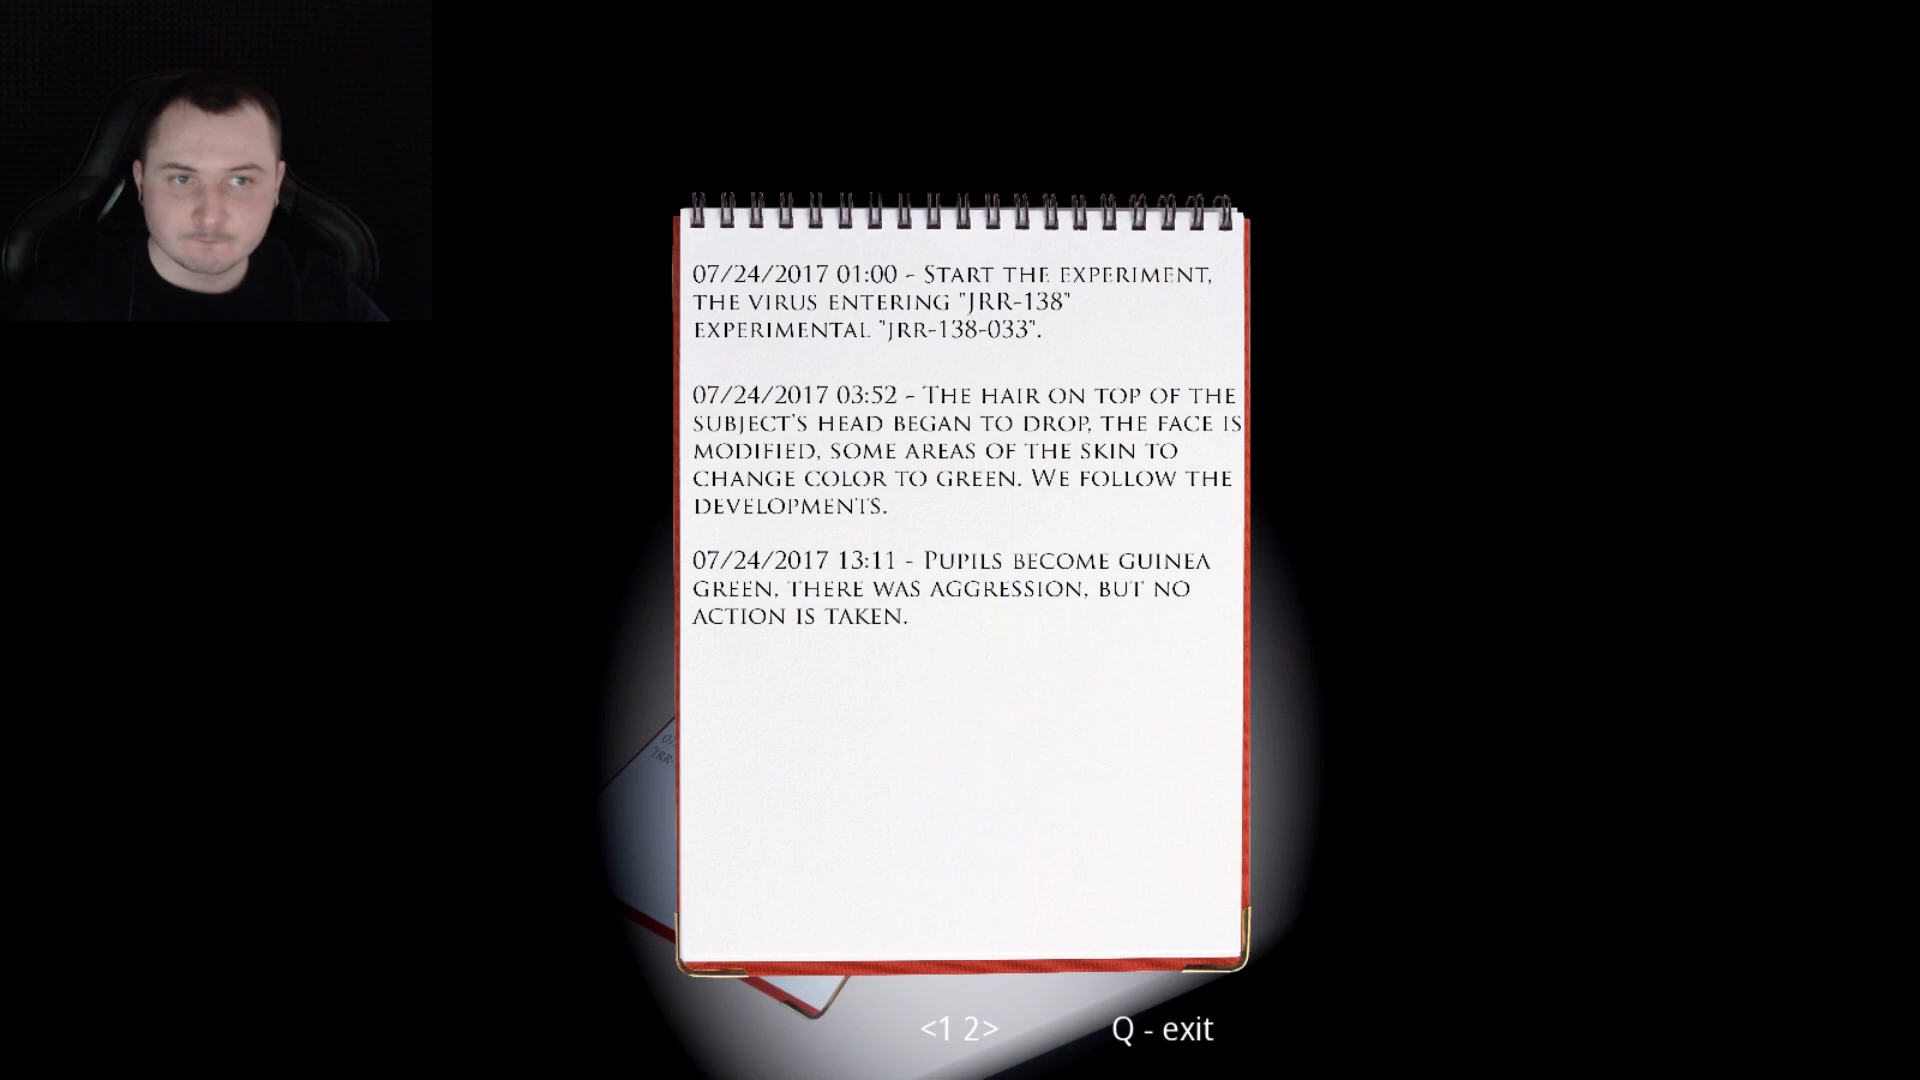 07/24/2017 01:00 - Start the experiment,
the virus entering "JRR-138"
experimental "jrr-138-033".
07/24/2017 03:52 - The hair on top of the
subject's head began to drop, the face is
modified, some areas of the skin to
change color to green. We follow the
developments.
07/24/2017 13:11 - Pupils become guinea
green, there was aggression, but no
action is taken.
<1 2>
Q - exit